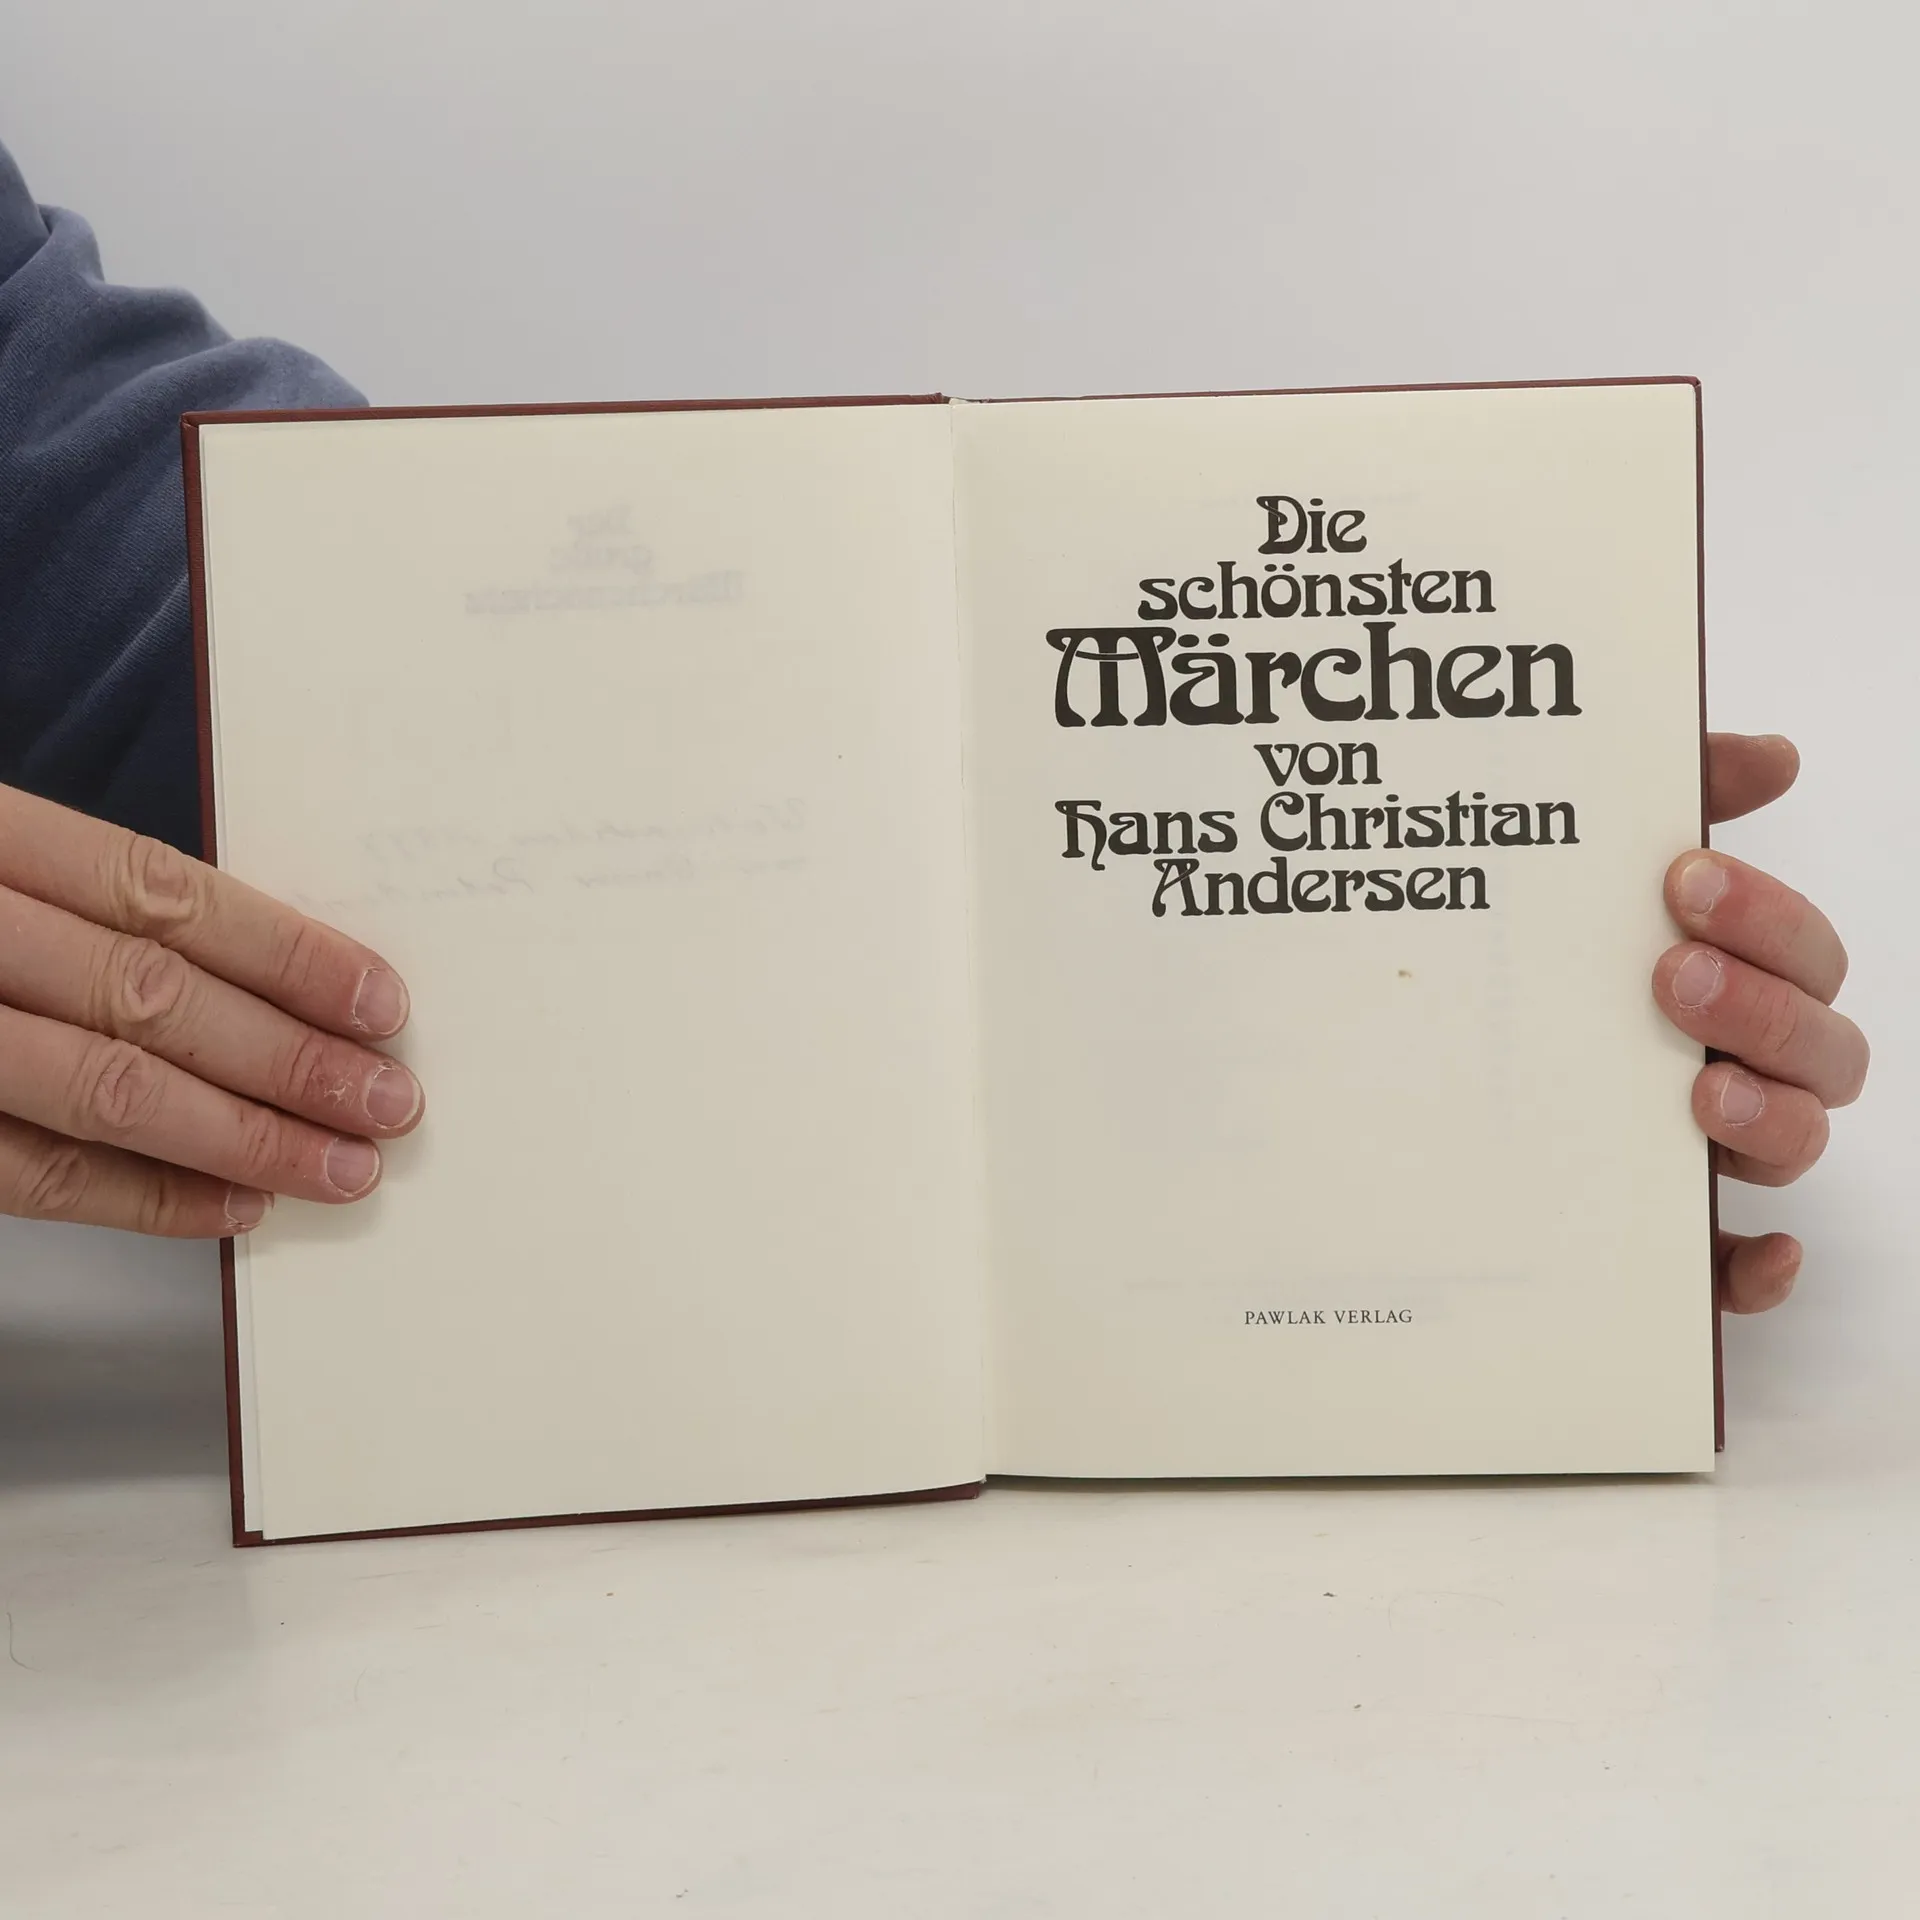 Die
schönsten
Märchen
von
Hans Christian
Andersen
PAWLAK VERLAG